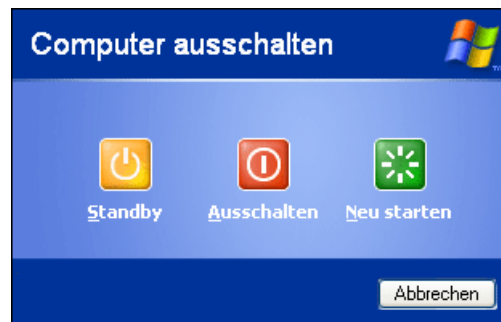 Computer ausschalten
Standby
Ausschalten
Neu starten
Abbrechen